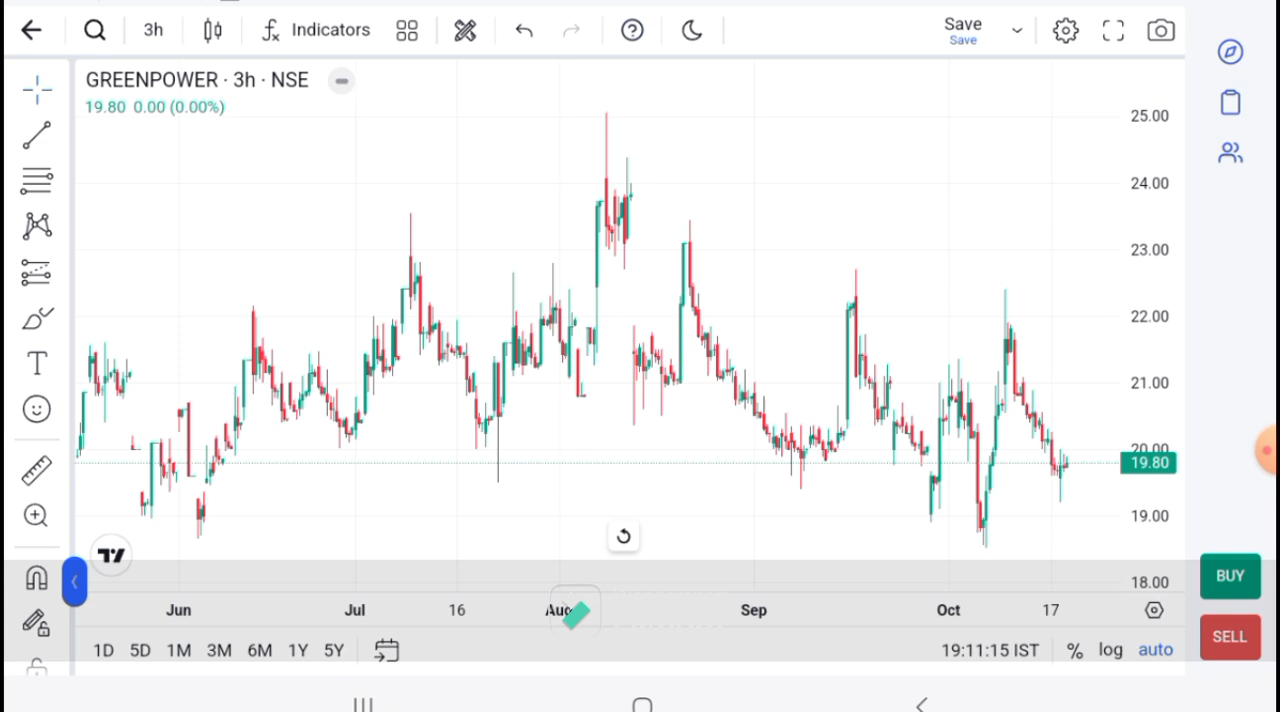 3h
Indicators
Save
Save
GREENPOWER · 3h · NSE
19.80 0.00 (0.00%)
25.00
24.00
23.00
22.00
21.00
20.00
19.80
19.00
18.00
BUY
Jun
Jul
16
Aug
Sep
Oct
17
SELL
1D
5D
1M
3M
6M
1Y
5Y
19:11:15 IST
%
log
auto